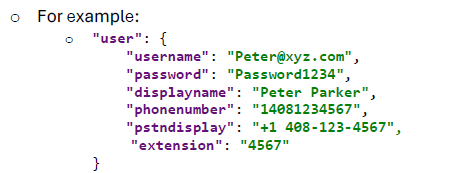 ○ For example:
○ "user": {
"username": "Peter@xyz.com",
"password": "Password1234",
"displayname": "Peter Parker",
"phonenumber": "14081234567",
"pstndisplay": "+1 408-123-4567",
"extension": "4567"
}